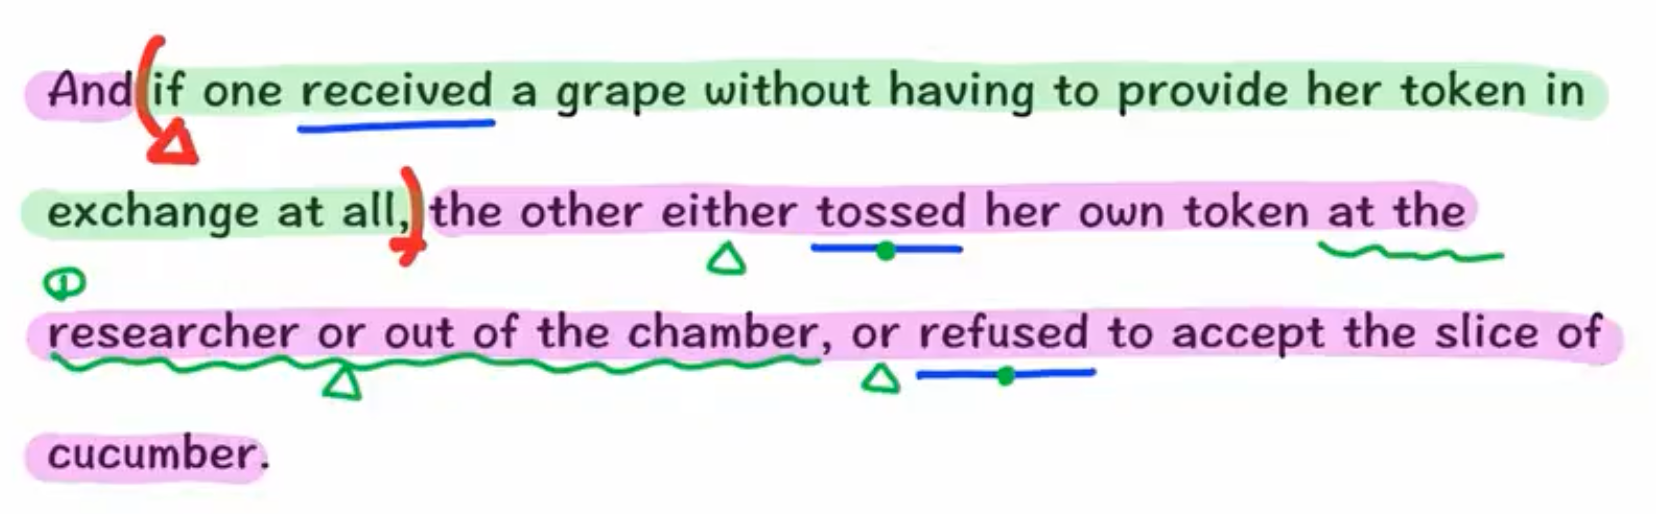 And if one received a grape without having to provide her token in
exchange at all, the other either tossed her own token at the
researcher or out of the chamber, or refused to accept the slice of
cucumber.